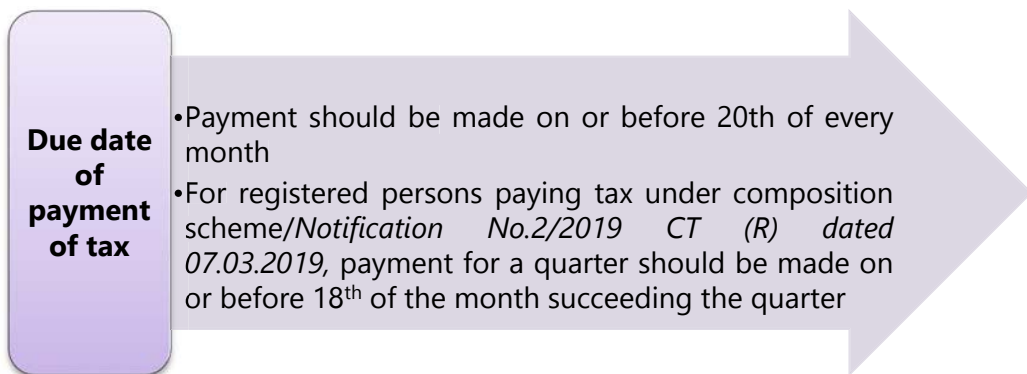 Due date
of
payment
of tax
•Payment should be made on or before 20th of every
month
•For registered persons paying tax under composition
scheme/Notification No.2/2019 CT (R) dated
07.03.2019, payment for a quarter should be made on
or before 18th of the month succeeding the quarter